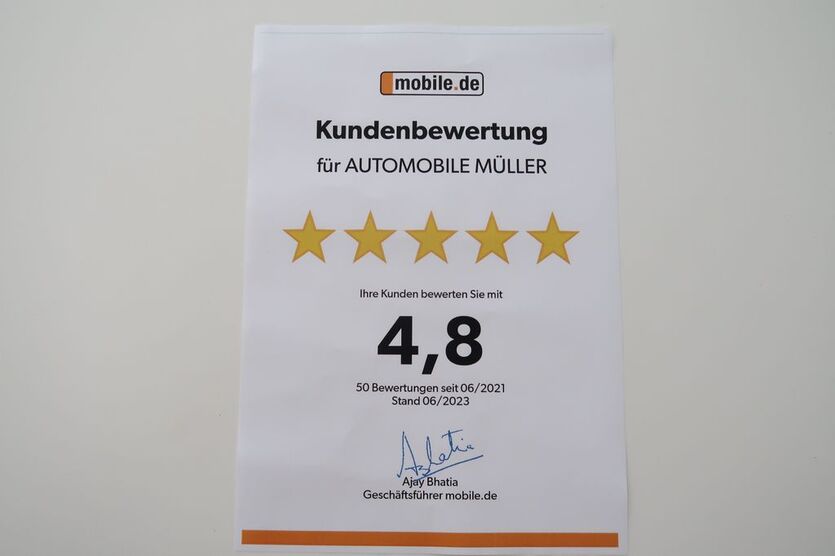 mobile.de
Kundenbewertung
für AUTOMOBILE MÜLLER
Ihre Kunden bewerten Sie mit
4,8
50 Bewertungen seit 06/2021
Stand 06/2023
Ajay Bhatia
Geschäftsführer mobile.de